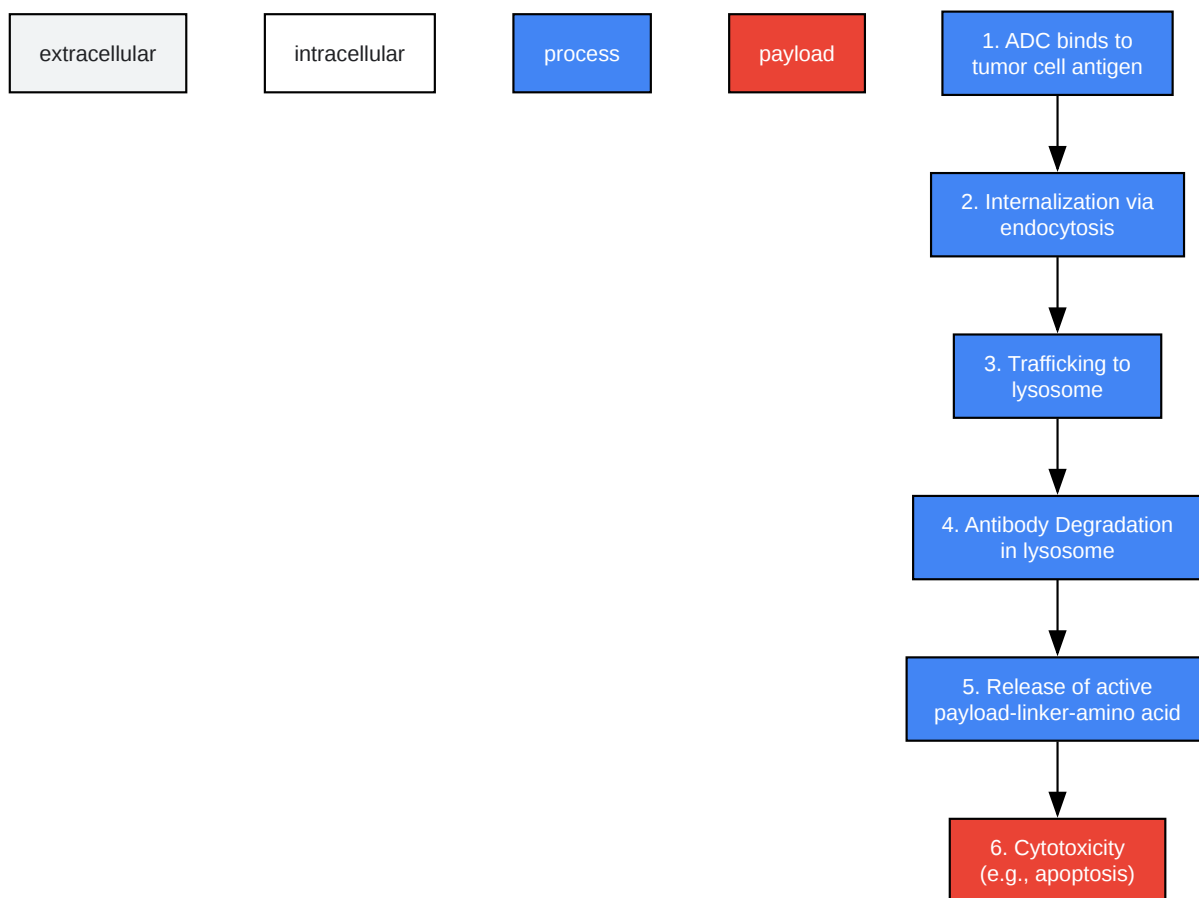 extracellular
intracellular
process
payload
1. ADC binds to
tumor cell antigen
2. Internalization via
endocytosis
3. Trafficking to
lysosome
4. Antibody Degradation
in lysosome
5. Release of active
payload-linker-amino acid
6. Cytotoxicity
(e.g., apoptosis)